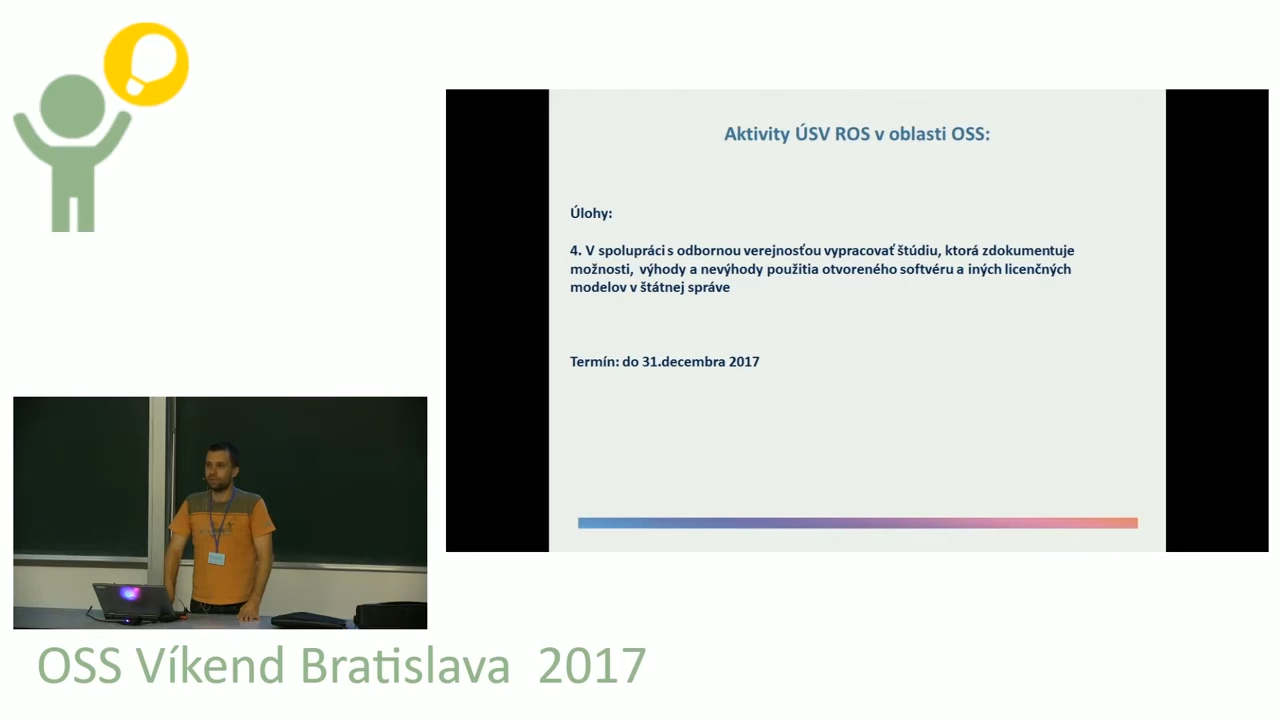 Aktivity ÚSV ROS v oblasti OSS:
Úlohy:
4. V spolupráci s odbornou verejnosťou vypracovať štúdiu, ktorá zdokumentuje
možnosti, výhody a nevýhody použitia otvoreného softvéru a iných licenčných
modelov v štátnej správe
Termín: do 31.decembra 2017
OSS Víkend Bratislava 2017